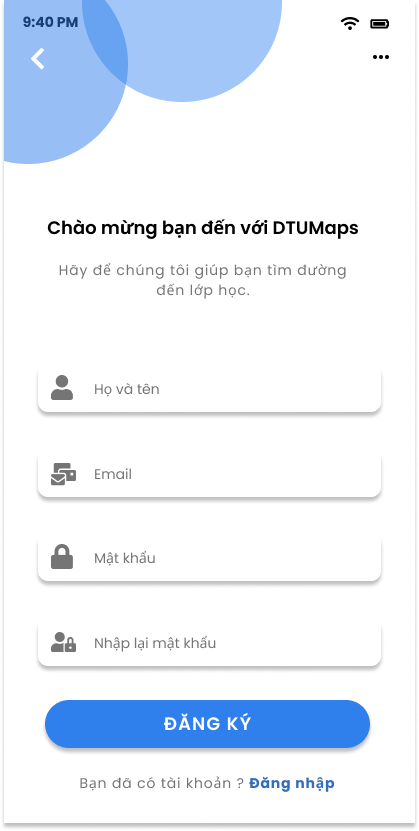 9:40 PM
Chào mừng bạn đến với DTUMaps
Hãy để chúng tôi giúp bạn tìm đường
đến lớp học.
Họ và tên
Email
Mật khẩu
Nhập lại mật khẩu
ĐĂNG KÝ
Bạn đã có tài khoản ? Đăng nhập